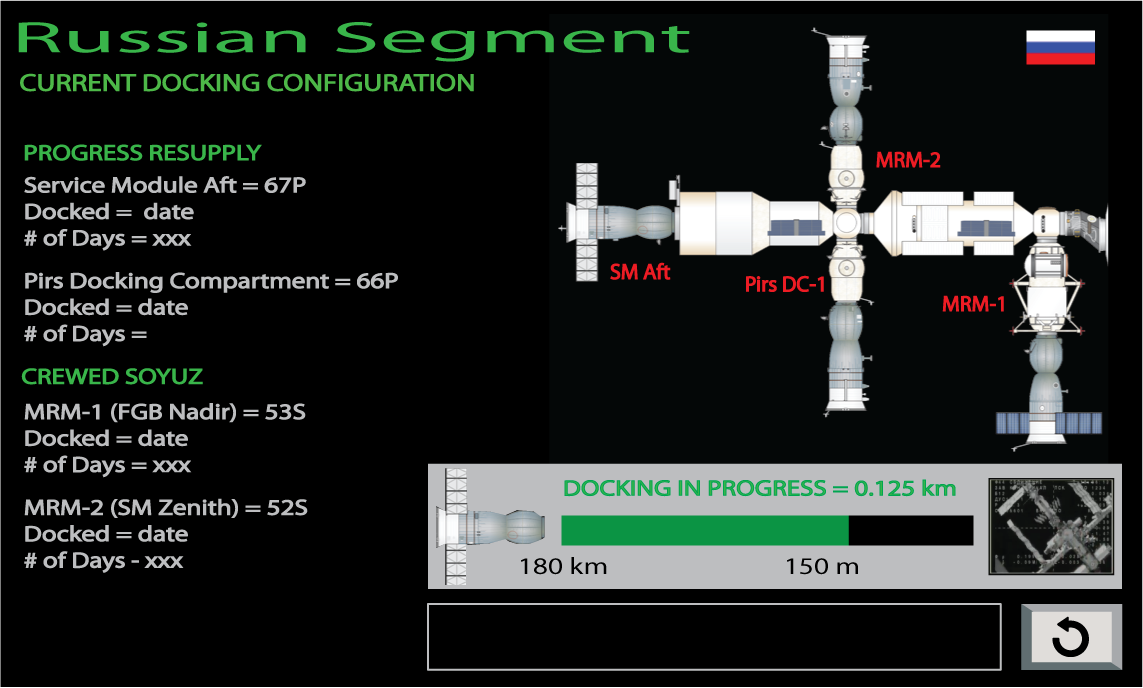 Russian Segment
CURRENT DOCKING CONFIGURATION
PROGRESS RESUPPLY
Service Module Aft = 67P
Docked =  date
# of Days = xxx
Pirs Docking Compartment = 66P
Docked = date
# of Days =
CREWED SOYUZ
MRM-1 (FGB Nadir) = 53S
Docked = date
# of Days = xxx
MRM-2 (SM Zenith) = 52S
Docked = date
# of Days - xxx
MRM-2
SM Aft
Pirs DC-1
MRM-1
DOCKING IN PROGRESS = 0.125 km
180 km
150 m